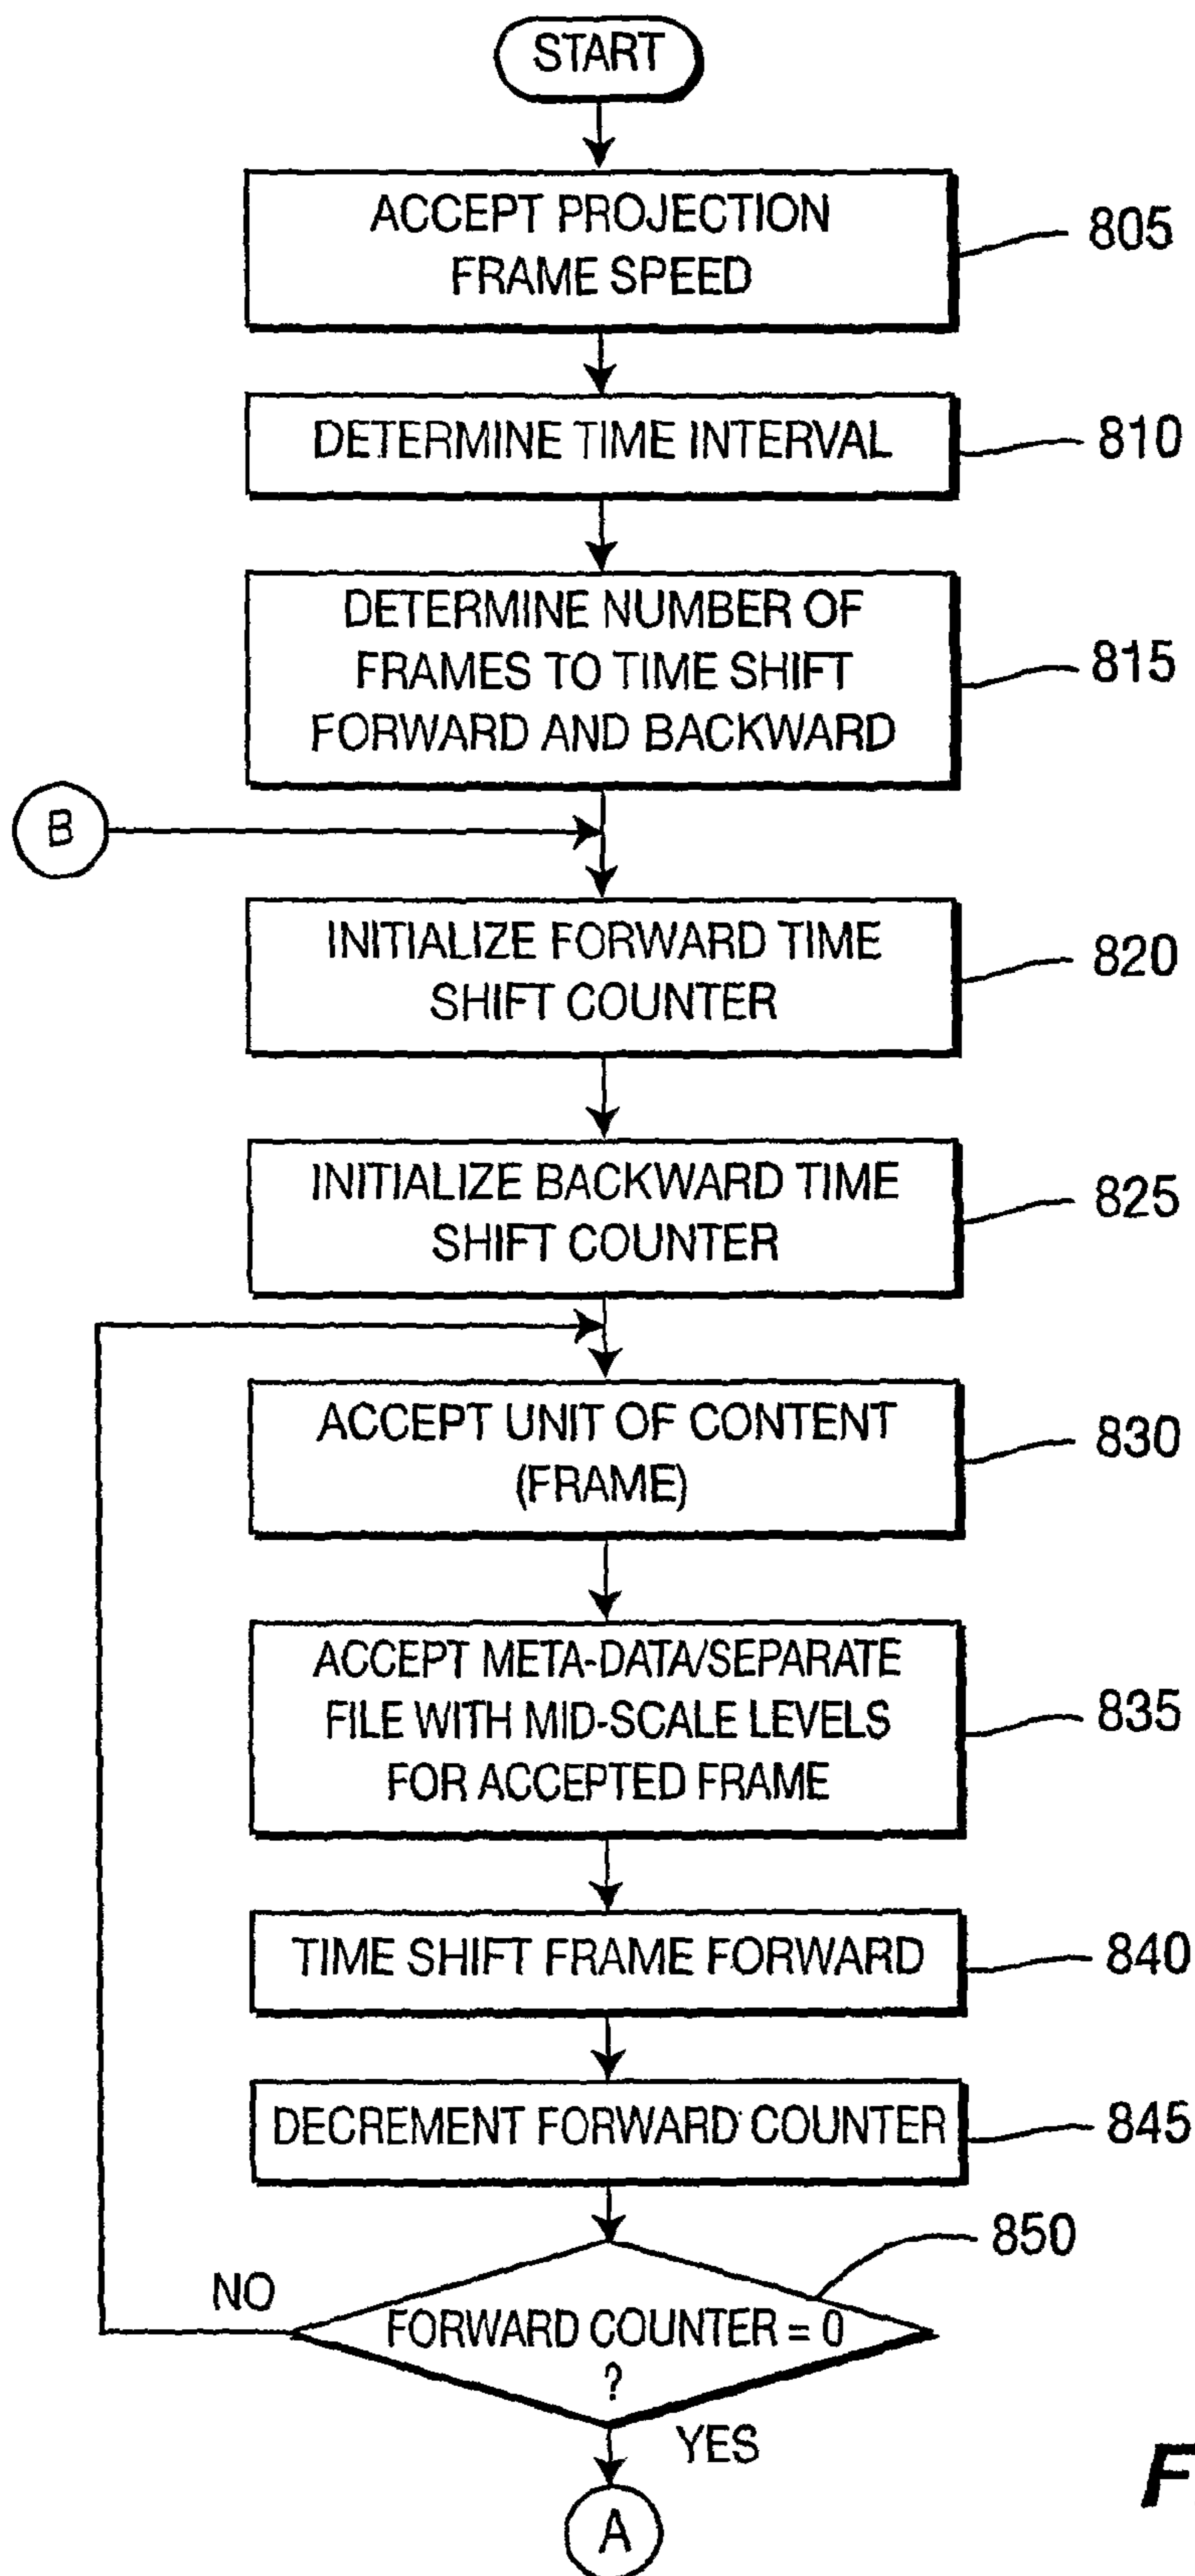 START
ACCEPT PROJECTION
FRAME SPEED
805
DETERMINE TIME INTERVAL
810
DETERMINE NUMBER OF
FRAMES TO TIME SHIFT
FORWARD AND BACKWARD
815
B
INITIALIZE FORWARD TIME
SHIFT COUNTER
820
INITIALIZE BACKWARD TIME
SHIFT COUNTER
825
ACCEPT UNIT OF CONTENT
(FRAME)
830
ACCEPT META-DATA/SEPARATE
FILE WITH MID-SCALE LEVELS
FOR ACCEPTED FRAME
835
TIME SHIFT FRAME FORWARD
840
DECREMENT FORWARD COUNTER
845
850
NO
FORWARD COUNTER = 0
?
YES
A